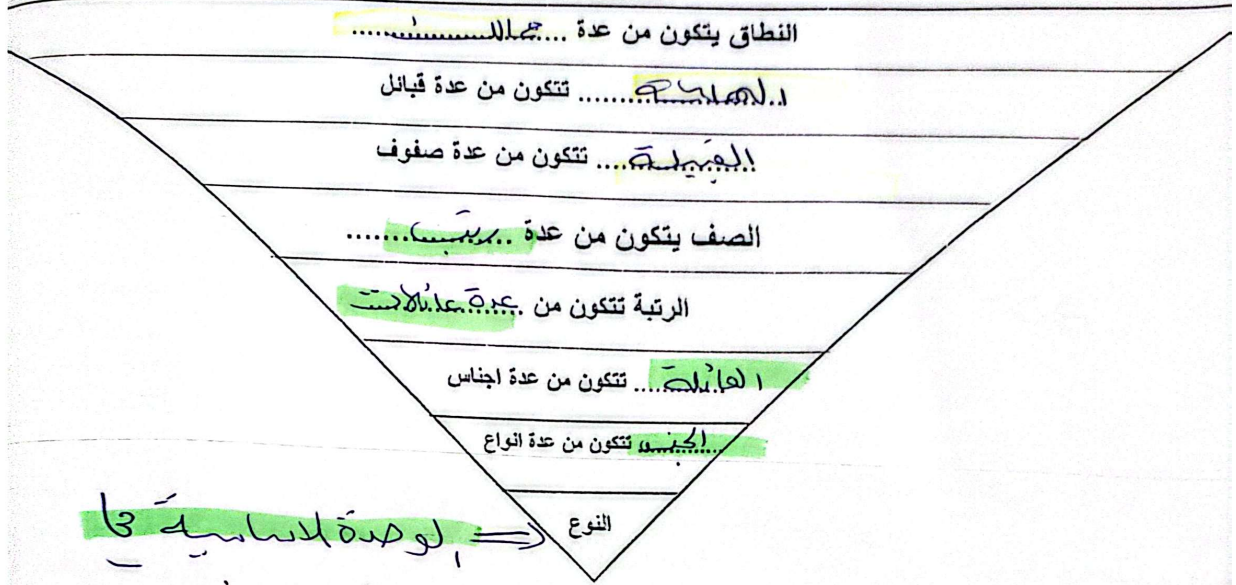 النطاق يتكون من عدة ....ممالك....
المملكة.... تتكون من عدة قبائل
القبيلة.... تتكون من عدة صفوف
الصف يتكون من عدة ...رتب....
الرتبة تتكون من .عدة عائلات
العائلة... تتكون من عدة اجناس
الجنس تتكون من عدة انواع
النوع
الوحدة الاساسية في